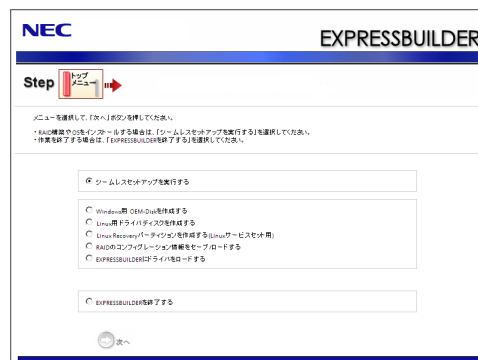 NEC
EXPRESSBUILDER
Step
トップ
メニュー
メニューを選択して、「次へ」ボタンを押してください。
・RAID構築やOSをインストールする場合は、「シームレスセットアップを実行する」を選択してください。
・作業を終了する場合は、「EXPRESSBUILDERを終了する」を選択してください。
シームレスセットアップを実行する
Windows用 OEM-Diskを作成する
Linux用ドライバディスクを作成する
Linux Recoveryパーティションを作成する(Linuxサービスセット用)
RAIDのコンフィグレーション情報をセーブ/ロードする
EXPRESSBUILDERにドライバをロードする
EXPRESSBUILDERを終了する
次へ